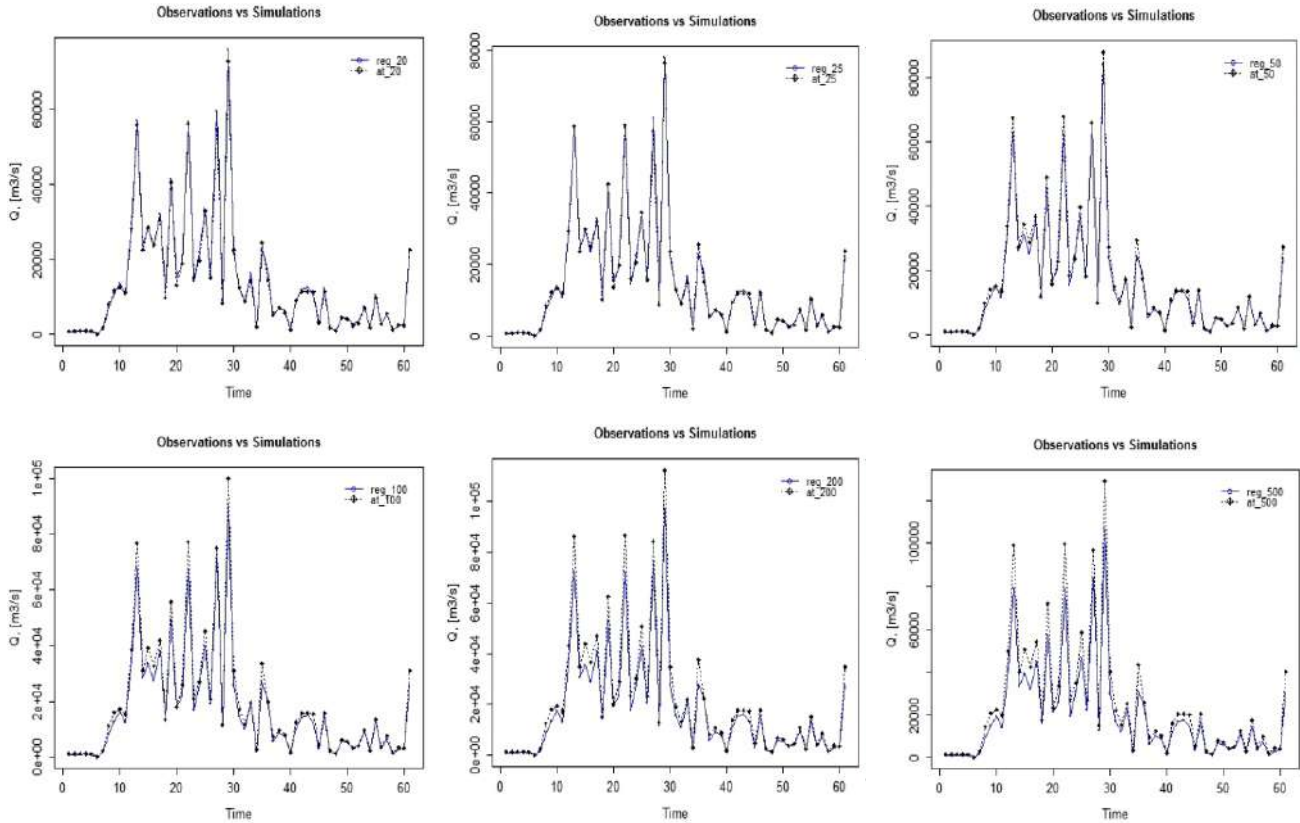 Observations vs Simulations
reg_20
at_20
Q, [m3/s]
60000
40000
20000
0
0 10 20 30 40 50 60
Time
Observations vs Simulations
reg_25
at_25
Q, [m3/s]
80000
60000
40000
20000
0
0 10 20 30 40 50 60
Time
Observations vs Simulations
reg_50
at_50
Q, [m3/s]
80000
60000
40000
20000
0
0 10 20 30 40 50 60
Time
Observations vs Simulations
reg_100
at_100
Q, [m3/s]
1e+05
8e+04
6e+04
4e+04
2e+04
0e+00
0 10 20 30 40 50 60
Time
Observations vs Simulations
reg_200
at_200
Q, [m3/s]
1e+05
8e+04
6e+04
4e+04
2e+04
0e+00
0 10 20 30 40 50 60
Time
Observations vs Simulations
reg_500
at_500
Q, [m3/s]
100000
60000
20000
0
0 10 20 30 40 50 60
Time